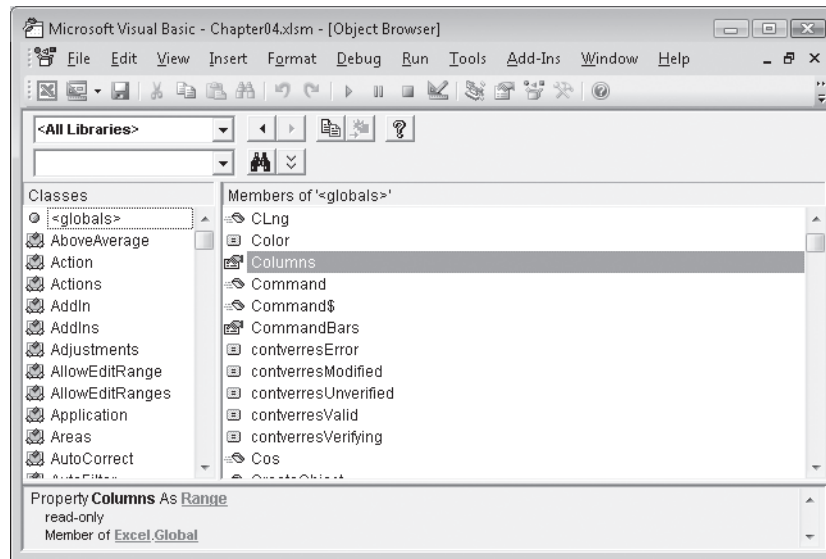 Microsoft Visual Basic - Chapter04.xlsm - [Object Browser]
File Edit View Insert Format Debug Run Tools Add-Ins Window Help
<All Libraries>
Classes
Members of '<globals>'
<globals>
AboveAverage
Action
Actions
AddIn
AddIns
Adjustments
AllowEditRange
AllowEditRanges
Application
Areas
AutoCorrect
AutoFilter
CLng
Color
Columns
Command
Command$
CommandBars
contverresError
contverresModified
contverresUnverified
contverresValid
contverresVerifying
Cos
CreateObject
Property Columns As Range
read-only
Member of Excel.Global